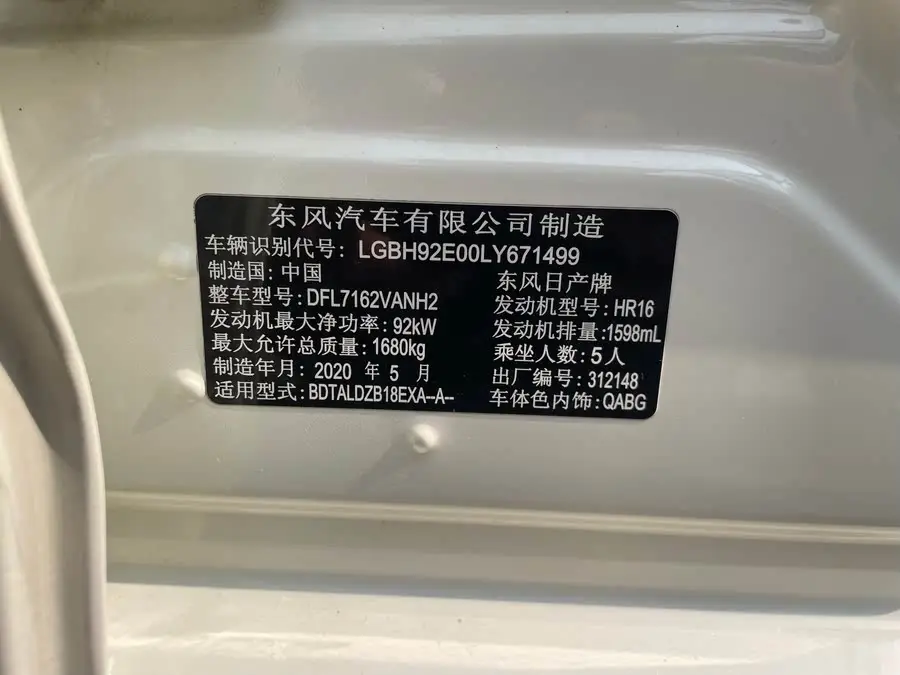 东风汽车有限公司制造
车辆识别代号: LGBH92E00LY671499
制造国: 中国 东风日产牌
整车型号: DFL7162VANH2 发动机型号: HR16
发动机最大净功率: 92kW 发动机排量:1598mL
最大允许总质量: 1680kg 乘坐人数: 5人
制造年月: 2020 年 5 月 出厂编号: 312148
适用型式: BDTALDZB18EXA--A-- 车体色内饰: QABG